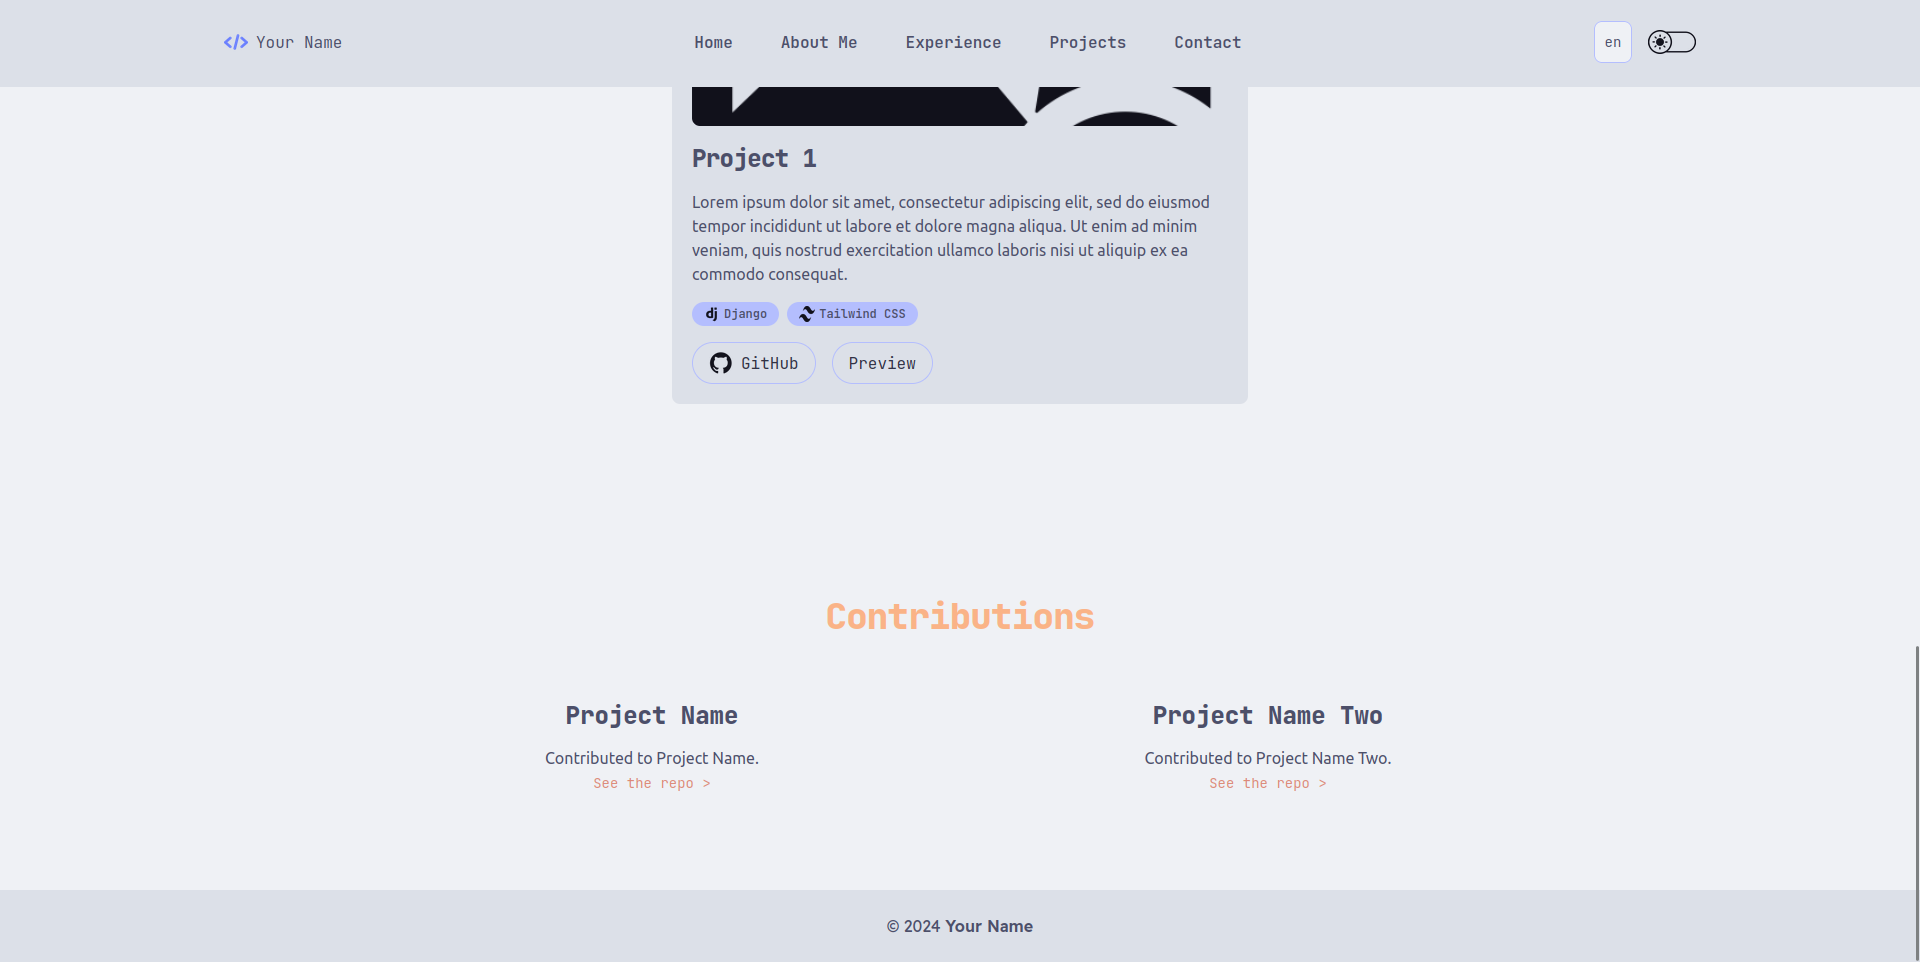 </> Your Name Home About Me Experience Projects Contact en
Project 1
Lorem ipsum dolor sit amet, consectetur adipiscing elit, sed do eiusmod
tempor incididunt ut labore et dolore magna aliqua. Ut enim ad minim
veniam, quis nostrud exercitation ullamco laboris nisi ut aliquip ex ea
commodo consequat.
dj Django Tailwind CSS
GitHub Preview
Contributions
Project Name
Contributed to Project Name.
See the repo >
Project Name Two
Contributed to Project Name Two.
See the repo >
© 2024 Your Name